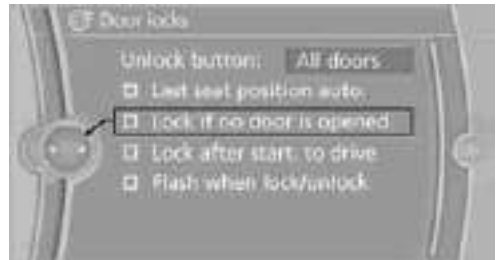 Door locks
Unlock button: All doors
Last seat position auto.
Lock if no door is opened
Lock after start. to drive
Flash when lock/unlock